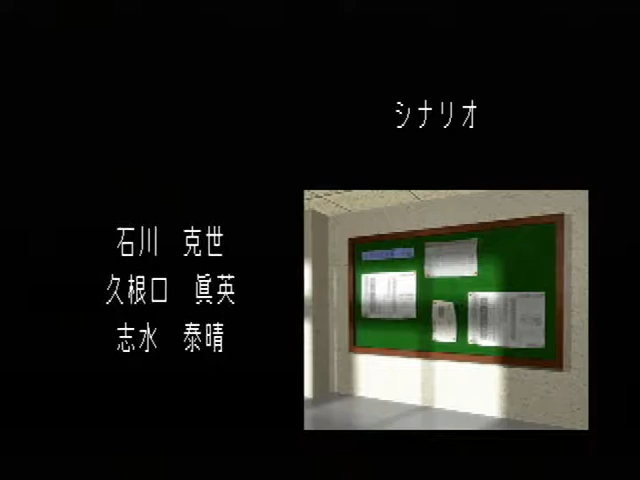 シナリオ
石川　克世
久根口　眞英
志水　泰晴